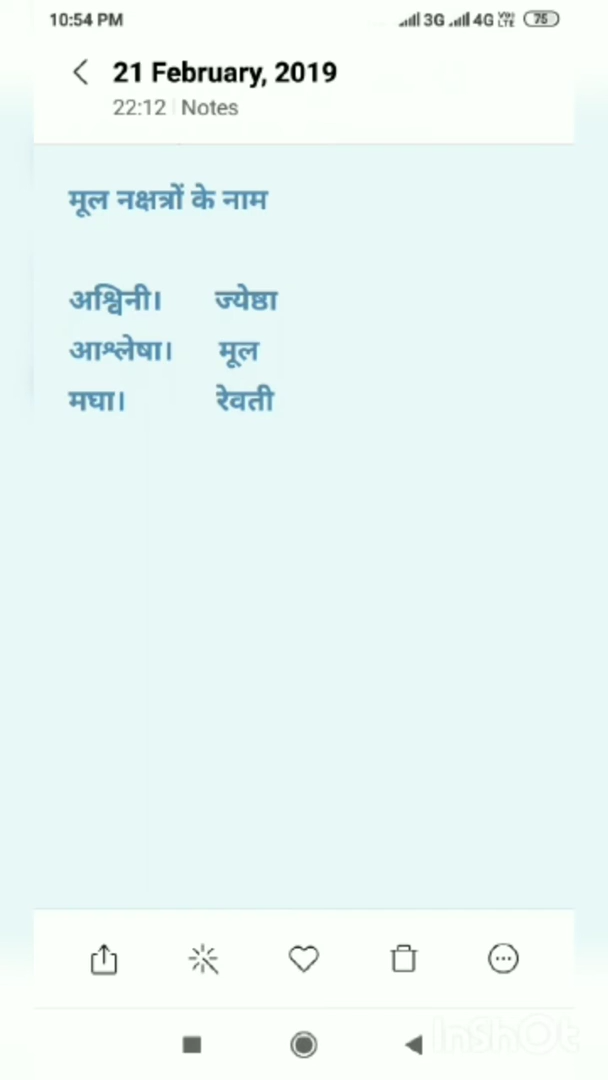 10:54 PM 3G 4G VoLTE 75
21 February, 2019
22:12 | Notes
मूल नक्षत्रों के नाम
अश्विनी। ज्येष्ठा
आश्लेषा। मूल
मघा। रेवती
InShOt